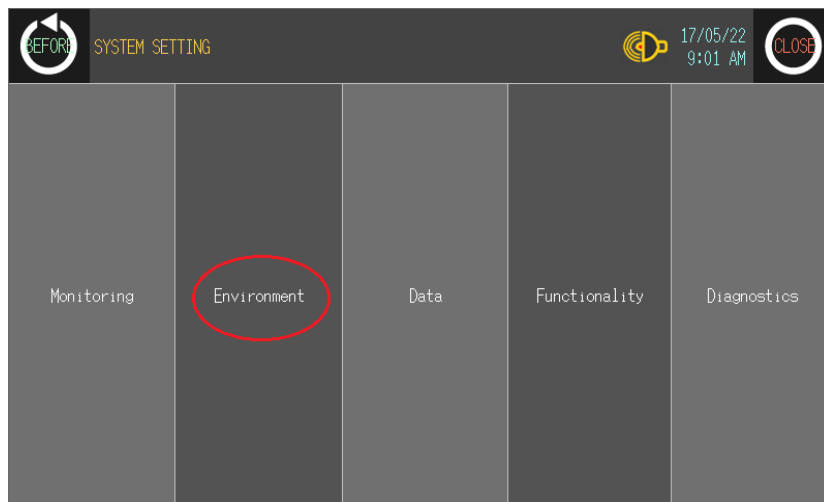 BEFORE SYSTEM SETTING 17/05/22 CLOSE
9:01 AM
Monitoring Environment Data Functionality Diagnostics